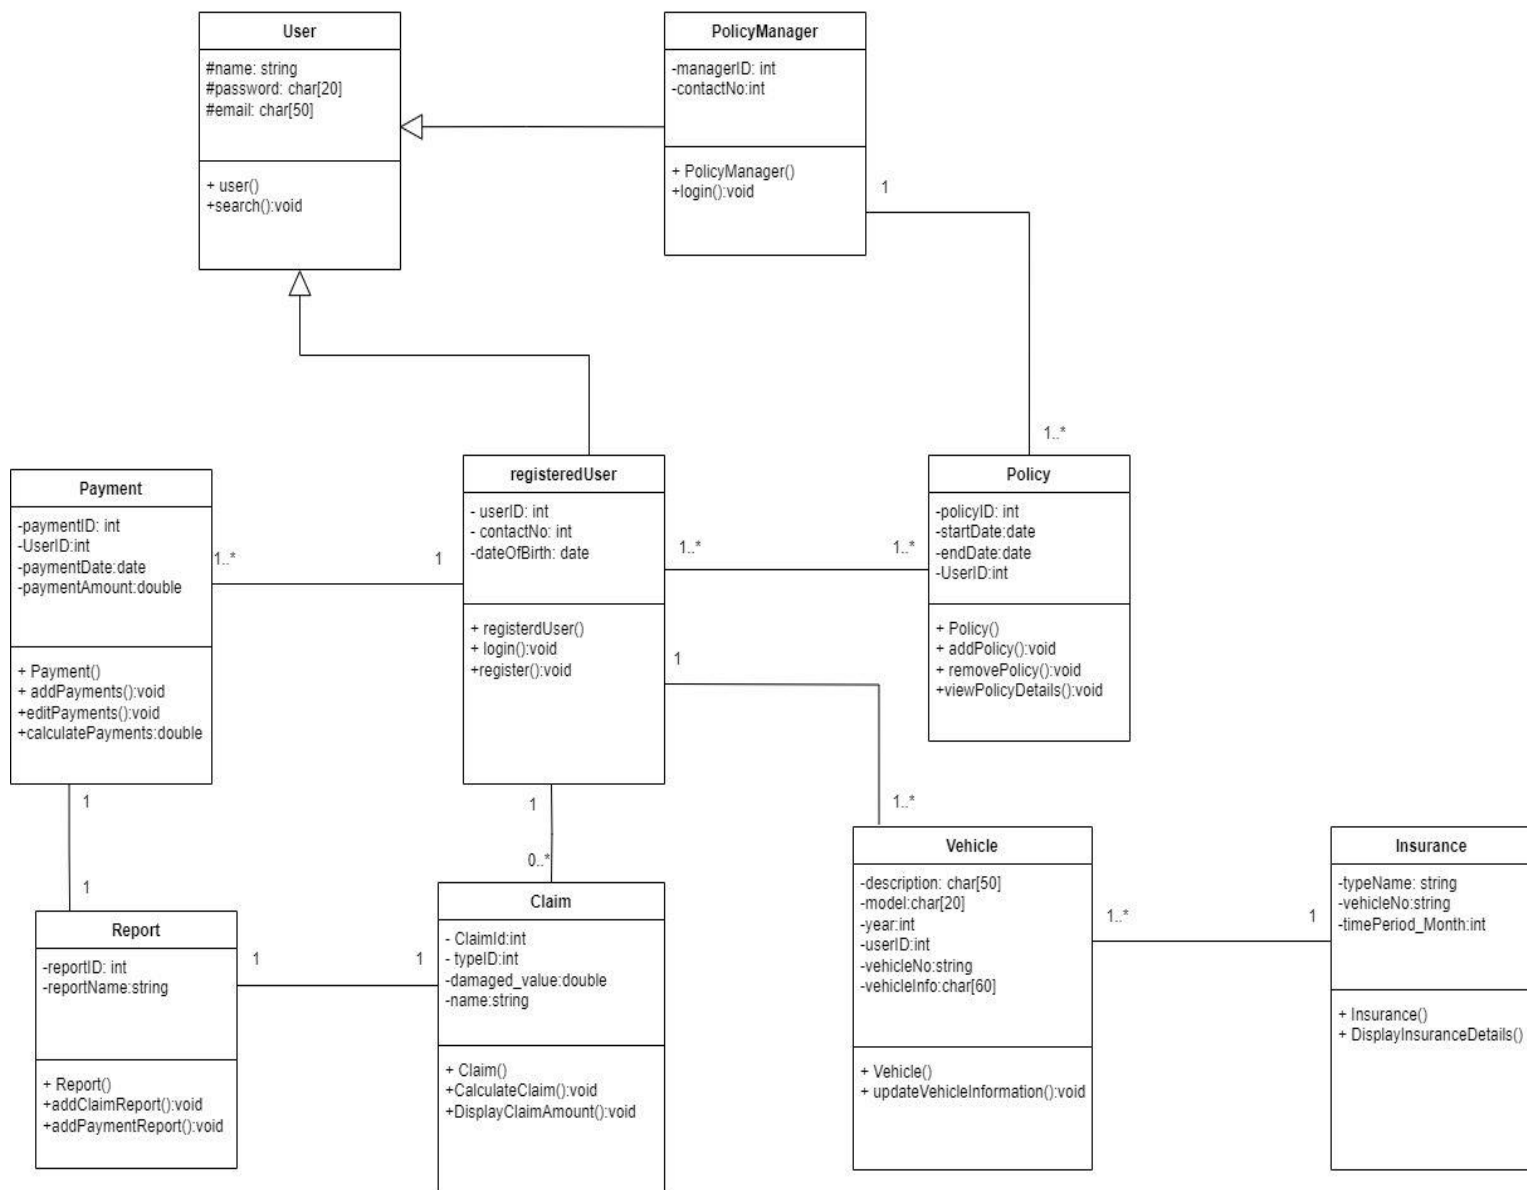 User
#name: string
#password: char[20]
#email: char[50]
+ user()
+search():void
PolicyManager
-managerID: int
-contactNo:int
+ PolicyManager()
+login():void
1
1..*
Payment
-paymentID: int
-UserID:int
-paymentDate:date
-paymentAmount:double
+ Payment()
+ addPayments():void
+editPayments():void
+calculatePayments:double
1..*
1
registeredUser
- userID: int
- contactNo: int
-dateOfBirth: date
+ registerdUser()
+ login():void
+register():void
1..*
1..*
Policy
-policyID: int
-startDate:date
-endDate:date
-UserID:int
+ Policy()
+ addPolicy():void
+ removePolicy():void
+viewPolicyDetails():void
1
1..*
1
1
1
0..*
Report
-reportID: int
-reportName:string
+ Report()
+addClaimReport():void
+addPaymentReport():void
1
1
Claim
- ClaimId:int
- typeID:int
-damaged_value:double
-name:string
+ Claim()
+CalculateClaim():void
+DisplayClaimAmount():void
Vehicle
-description: char[50]
-model:char[20]
-year:int
-userID:int
-vehicleNo:string
-vehicleInfo:char[60]
+ Vehicle()
+ updateVehicleInformation():void
1..*
1
Insurance
-typeName: string
-vehicleNo:string
-timePeriod_Month:int
+ Insurance()
+ DisplayInsuranceDetails()